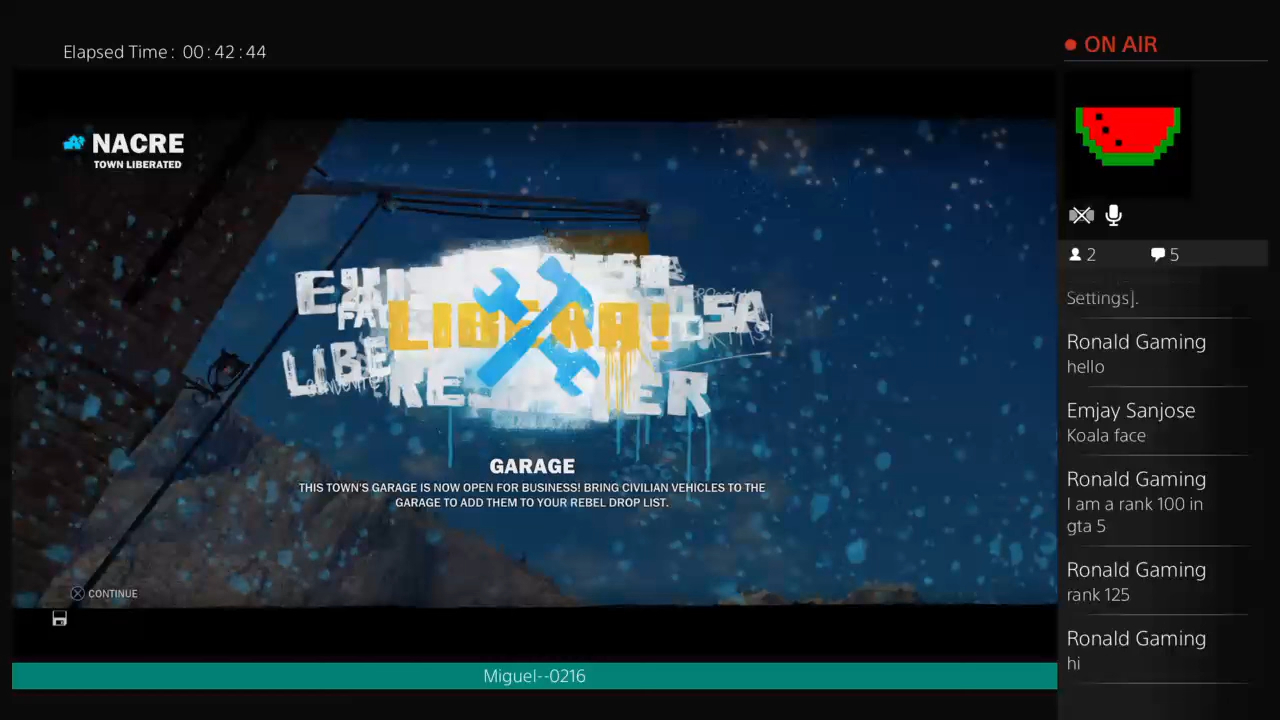 Elapsed Time: 00:42:44
ON AIR
NACRE
TOWN LIBERATED
LIBERA!
GARAGE
THIS TOWN'S GARAGE IS NOW OPEN FOR BUSINESS! BRING CIVILIAN VEHICLES TO THE
GARAGE TO ADD THEM TO YOUR REBEL DROP LIST.
CONTINUE
Miguel--0216
2 5
Settings].
Ronald Gaming
hello
Emjay Sanjose
Koala face
Ronald Gaming
I am a rank 100 in
gta 5
Ronald Gaming
rank 125
Ronald Gaming
hi